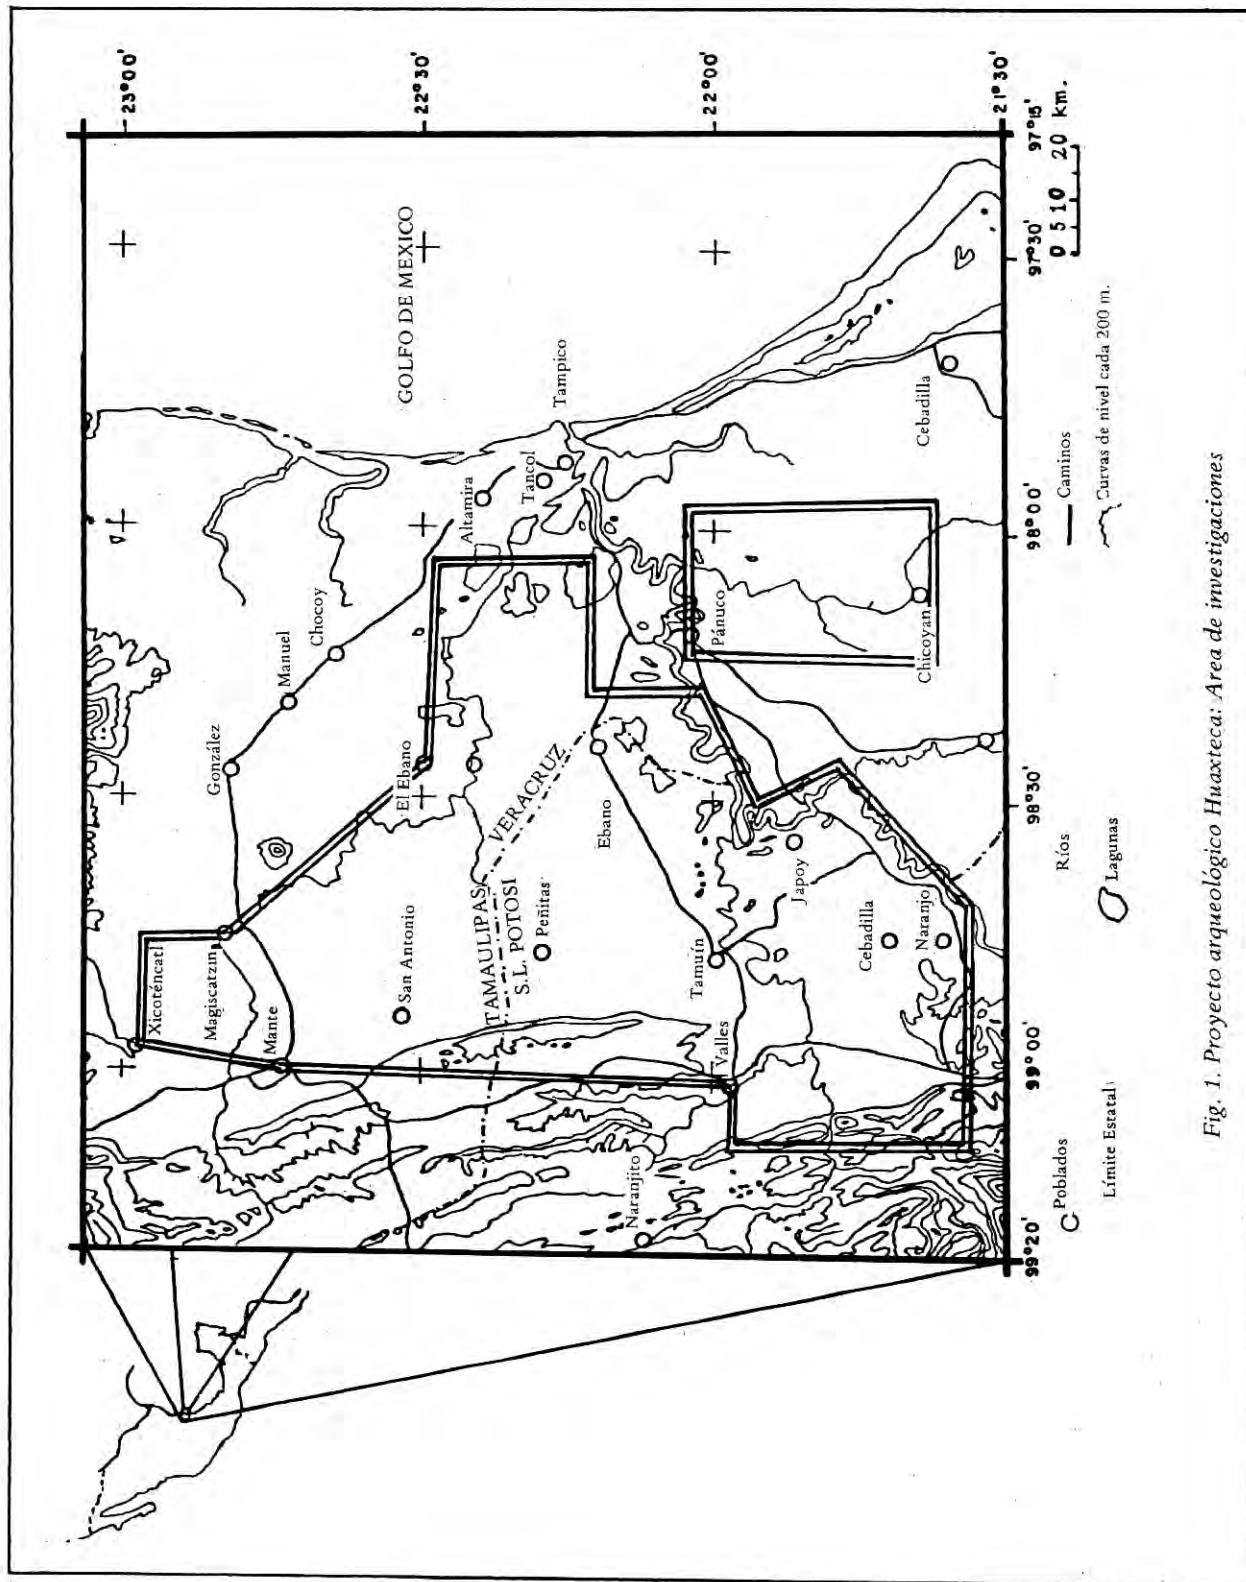 23°00'
22°30'
22°00'
21°30'
GOLFO DE MEXICO
Xicoténcatl
Magiscatzin
Mante
González
Manuel
Chocoy
Altamira
Tancol
Tampico
El Ebano
San Antonio
TAMAULIPAS
S.L. POTOSI
VERACRUZ
Peñitas
Ebano
Pánuco
Tamuín
Valles
Naranjito
Japoy
Cebadilla
Naranjo
Chicoyan
Cebadilla
99°20'
99°00'
98°30'
98°00'
97°30'
97°15'
0 5 10 20 km.
Poblados
Ríos
Caminos
Límite Estatal
Lagunas
Curvas de nivel cada 200 m.
Fig. 1. Proyecto arqueológico Huaxteca: Area de investigaciones